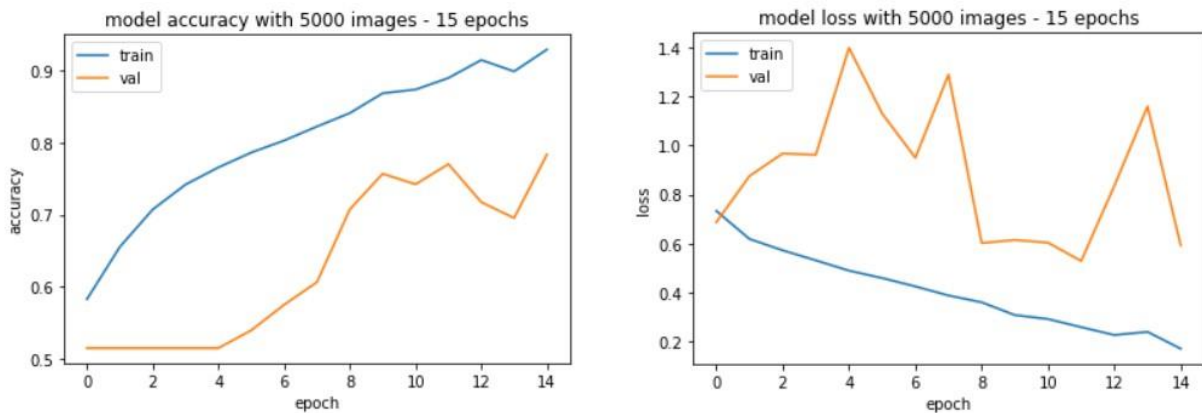 model accuracy with 5000 images - 15 epochs
train
val
0.9
0.8
0.7
0.6
0.5
accuracy
0 2 4 6 8 10 12 14
epoch
model loss with 5000 images - 15 epochs
train
val
1.4
1.2
1.0
0.8
0.6
0.4
0.2
loss
0 2 4 6 8 10 12 14
epoch